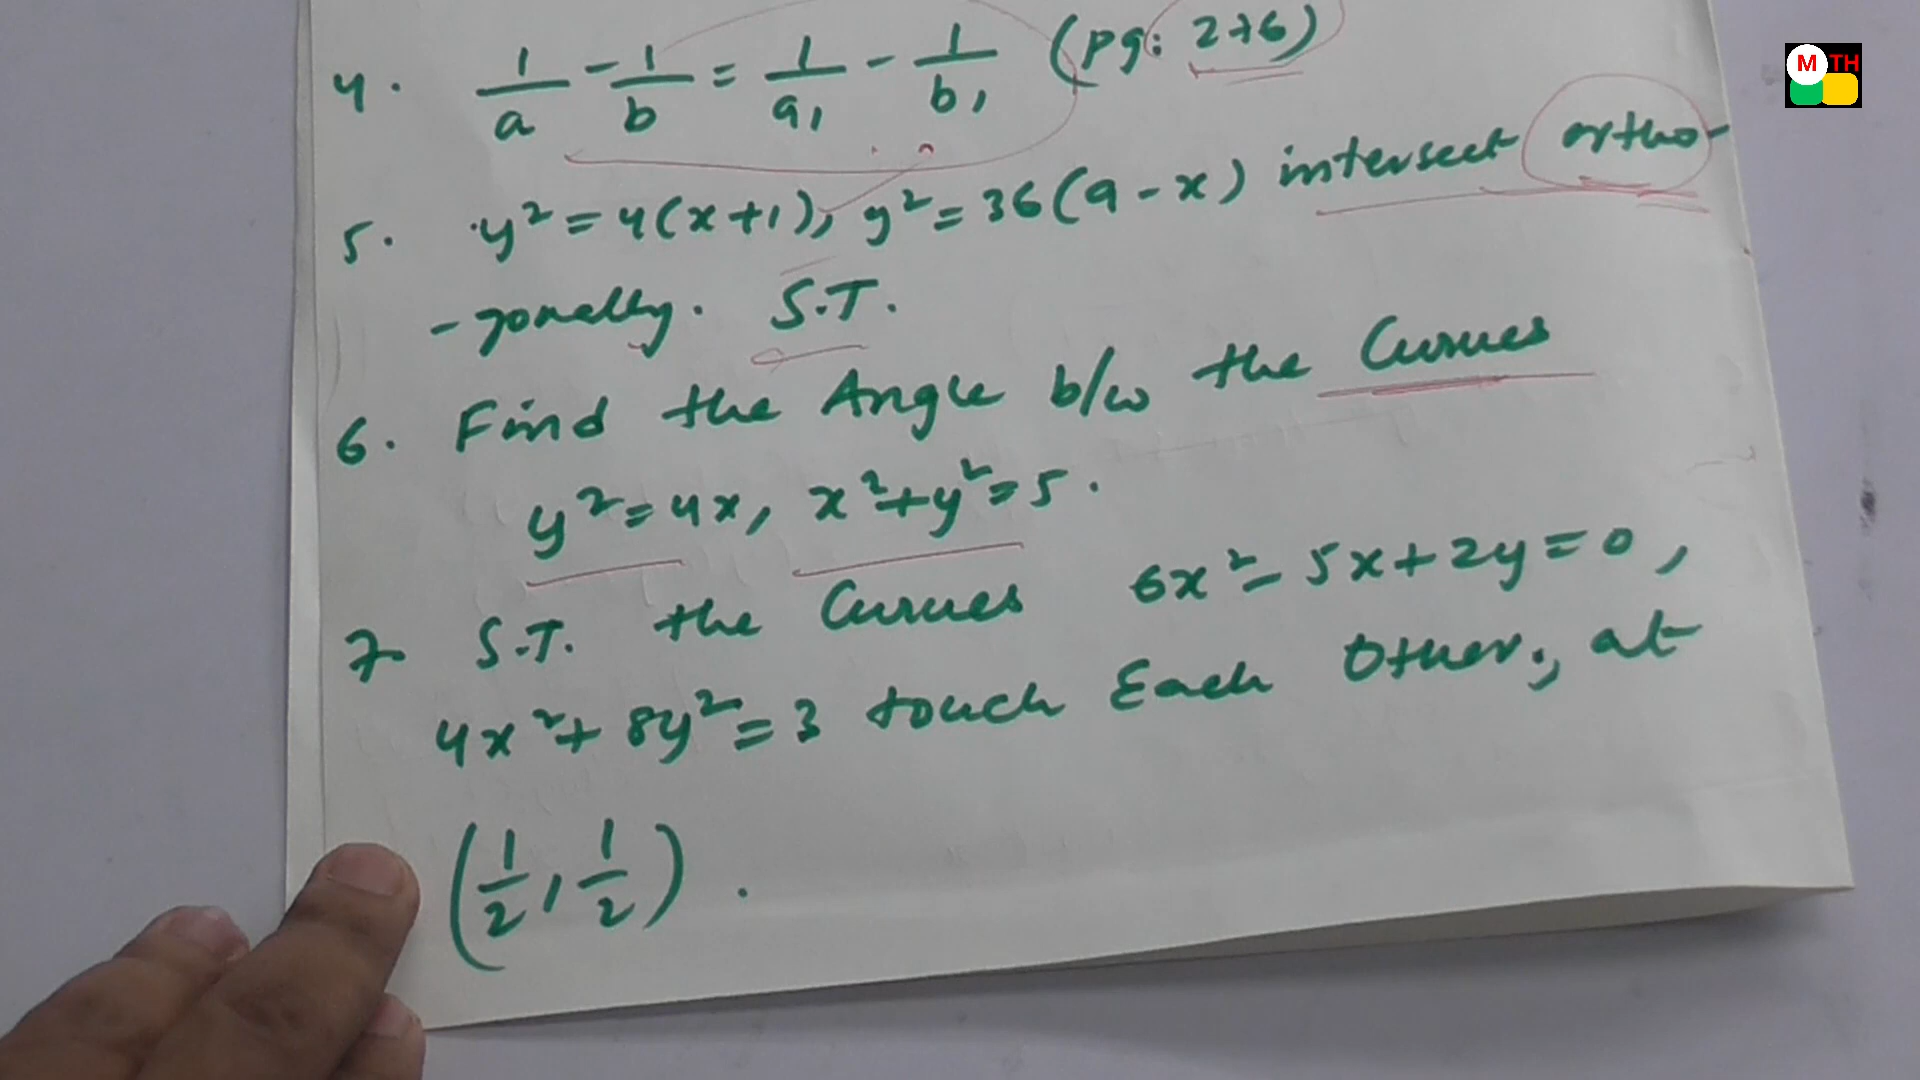 4. 1/a - 1/b = 1/a₁ - 1/b₁ (pg: 276)
5. y² = 4(x+1), y² = 36(9-x) intersect ortho-
-gonally. S.T.
6. Find the Angle b/w the Curves
y² = 4x, x²+y² = 5.
7 S.T. the Curves 6x² - 5x + 2y = 0,
4x² + 8y² = 3 touch Each Other, at
(1/2, 1/2).
M TH